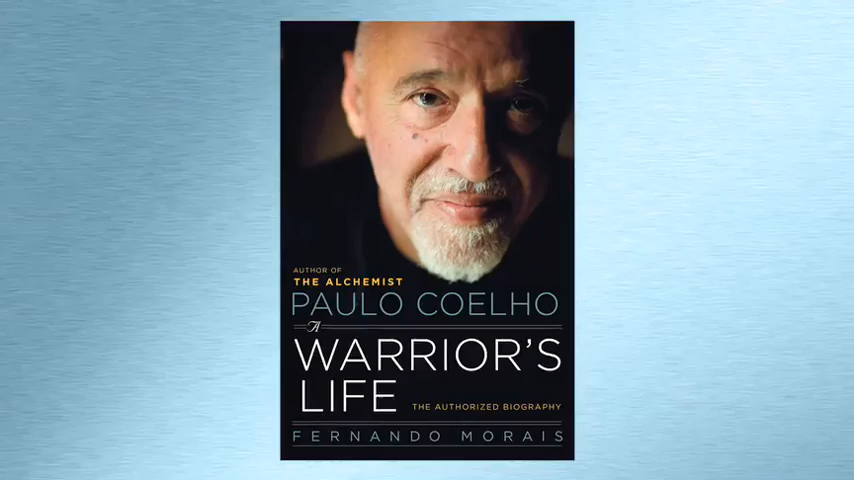 AUTHOR OF
THE ALCHEMIST
PAULO COELHO
A
WARRIOR'S
LIFE
THE AUTHORIZED BIOGRAPHY
FERNANDO MORAIS